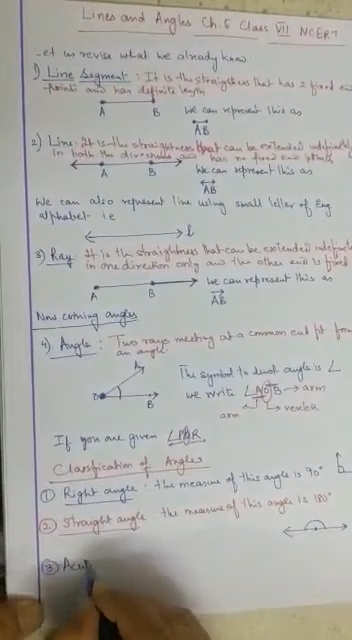 Lines and Angles Ch.5 Class VII NCERT
Let us revise what we already know
1) Line Segment : It is the straightness that has 2 fixed end
points and has definite length
A B
we can represent this as
AB
2) Line : It is the straightness that can be extended indefinitely
in both the directions and has no fixed end points
A B
We can represent this as
AB
We can also represent line using small letter of Eng
alphabet - ie
l
3) Ray : It is the straightness that can be extended indefinitely
in one direction only and the other end is fixed
A B
we can represent this as
AB
Now coming angles
4) Angle : Two rays meeting at a common end pt form
an angle.
A
O
B
The symbol to denote angle is ∠
we write ∠AOB → arm
arm
vertex
If you are given ∠PQR
Classification of Angles
① Right angle : the measure of this angle is 90°
② Straight angle : the measure of this angle is 180°
③ Acut